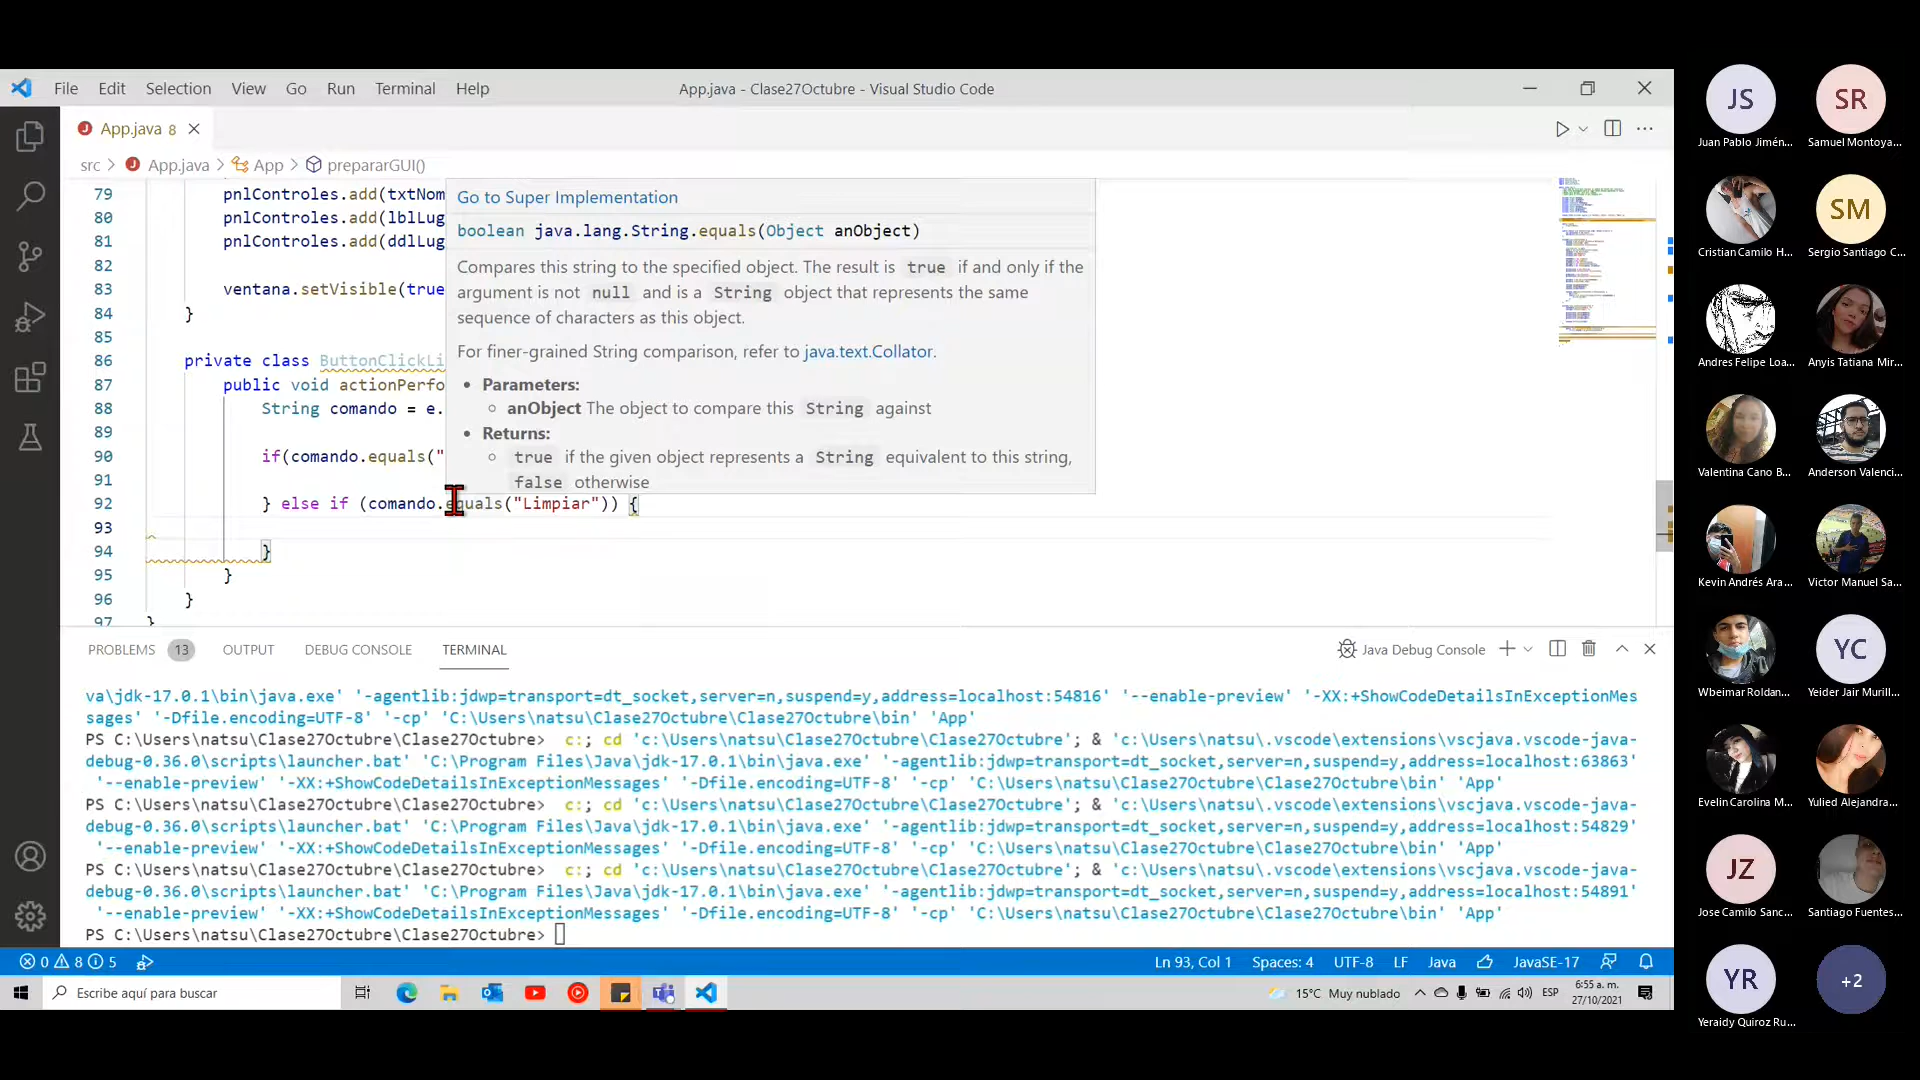 File Edit Selection View Go Run Terminal Help
App.java - Clase27Octubre - Visual Studio Code
App.java 8
src > App.java > App > prepararGUI()
79 pnlControles.add(txtNom
80 pnlControles.add(lblLug
81 pnlControles.add(ddlLug
82
83 ventana.setVisible(true
84 }
85
86 private class ButtonClickLi
87 public void actionPerfo
88 String comando = e.
89
90 if(comando.equals("
91
92 } else if (comando.equals("Limpiar")) {
93
94 }
95 }
96 }
97 }
Go to Super Implementation
boolean java.lang.String.equals(Object anObject)
Compares this string to the specified object. The result is true if and only if the
argument is not null and is a String object that represents the same
sequence of characters as this object.
For finer-grained String comparison, refer to java.text.Collator.
• Parameters:
○ anObject The object to compare this String against
• Returns:
○ true if the given object represents a String equivalent to this string,
false otherwise
PROBLEMS 13 OUTPUT DEBUG CONSOLE TERMINAL
Java Debug Console
va\jdk-17.0.1\bin\java.exe' '-agentlib:jdwp=transport=dt_socket,server=n,suspend=y,address=localhost:54816' '--enable-preview' '-XX:+ShowCodeDetailsInExceptionMes
sages' '-Dfile.encoding=UTF-8' '-cp' 'C:\Users\natsu\Clase27Octubre\Clase27Octubre\bin' 'App'
PS C:\Users\natsu\Clase27Octubre\Clase27Octubre> c:; cd 'c:\Users\natsu\Clase27Octubre\Clase27Octubre'; & 'c:\Users\natsu\.vscode\extensions\vscjava.vscode-java-
debug-0.36.0\scripts\launcher.bat' 'C:\Program Files\Java\jdk-17.0.1\bin\java.exe' '-agentlib:jdwp=transport=dt_socket,server=n,suspend=y,address=localhost:63863'
'--enable-preview' '-XX:+ShowCodeDetailsInExceptionMessages' '-Dfile.encoding=UTF-8' '-cp' 'C:\Users\natsu\Clase27Octubre\Clase27Octubre\bin' 'App'
PS C:\Users\natsu\Clase27Octubre\Clase27Octubre> c:; cd 'c:\Users\natsu\Clase27Octubre\Clase27Octubre'; & 'c:\Users\natsu\.vscode\extensions\vscjava.vscode-java-
debug-0.36.0\scripts\launcher.bat' 'C:\Program Files\Java\jdk-17.0.1\bin\java.exe' '-agentlib:jdwp=transport=dt_socket,server=n,suspend=y,address=localhost:54829'
'--enable-preview' '-XX:+ShowCodeDetailsInExceptionMessages' '-Dfile.encoding=UTF-8' '-cp' 'C:\Users\natsu\Clase27Octubre\Clase27Octubre\bin' 'App'
PS C:\Users\natsu\Clase27Octubre\Clase27Octubre> c:; cd 'c:\Users\natsu\Clase27Octubre\Clase27Octubre'; & 'c:\Users\natsu\.vscode\extensions\vscjava.vscode-java-
debug-0.36.0\scripts\launcher.bat' 'C:\Program Files\Java\jdk-17.0.1\bin\java.exe' '-agentlib:jdwp=transport=dt_socket,server=n,suspend=y,address=localhost:54891'
'--enable-preview' '-XX:+ShowCodeDetailsInExceptionMessages' '-Dfile.encoding=UTF-8' '-cp' 'C:\Users\natsu\Clase27Octubre\Clase27Octubre\bin' 'App'
PS C:\Users\natsu\Clase27Octubre\Clase27Octubre>
0 8 5
Ln 93, Col 1 Spaces: 4 UTF-8 LF Java JavaSE-17
Escribe aquí para buscar
15°C Muy nublado ESP
6:55 a. m.
27/10/2021
JS SR
Juan Pablo Jimén... Samuel Montoya...
SM
Cristian Camilo H... Sergio Santiago C...
Andres Felipe Loa... Anyis Tatiana Mir...
Valentina Cano B... Anderson Valenci...
Kevin Andrés Ara... Victor Manuel Sa...
YC
Wbeimar Roldan... Yeider Jair Murill...
Evelin Carolina M... Yulied Alejandra...
JZ
Jose Camilo Sanc... Santiago Fuentes...
YR +2
Yeraidy Quiroz Ru...